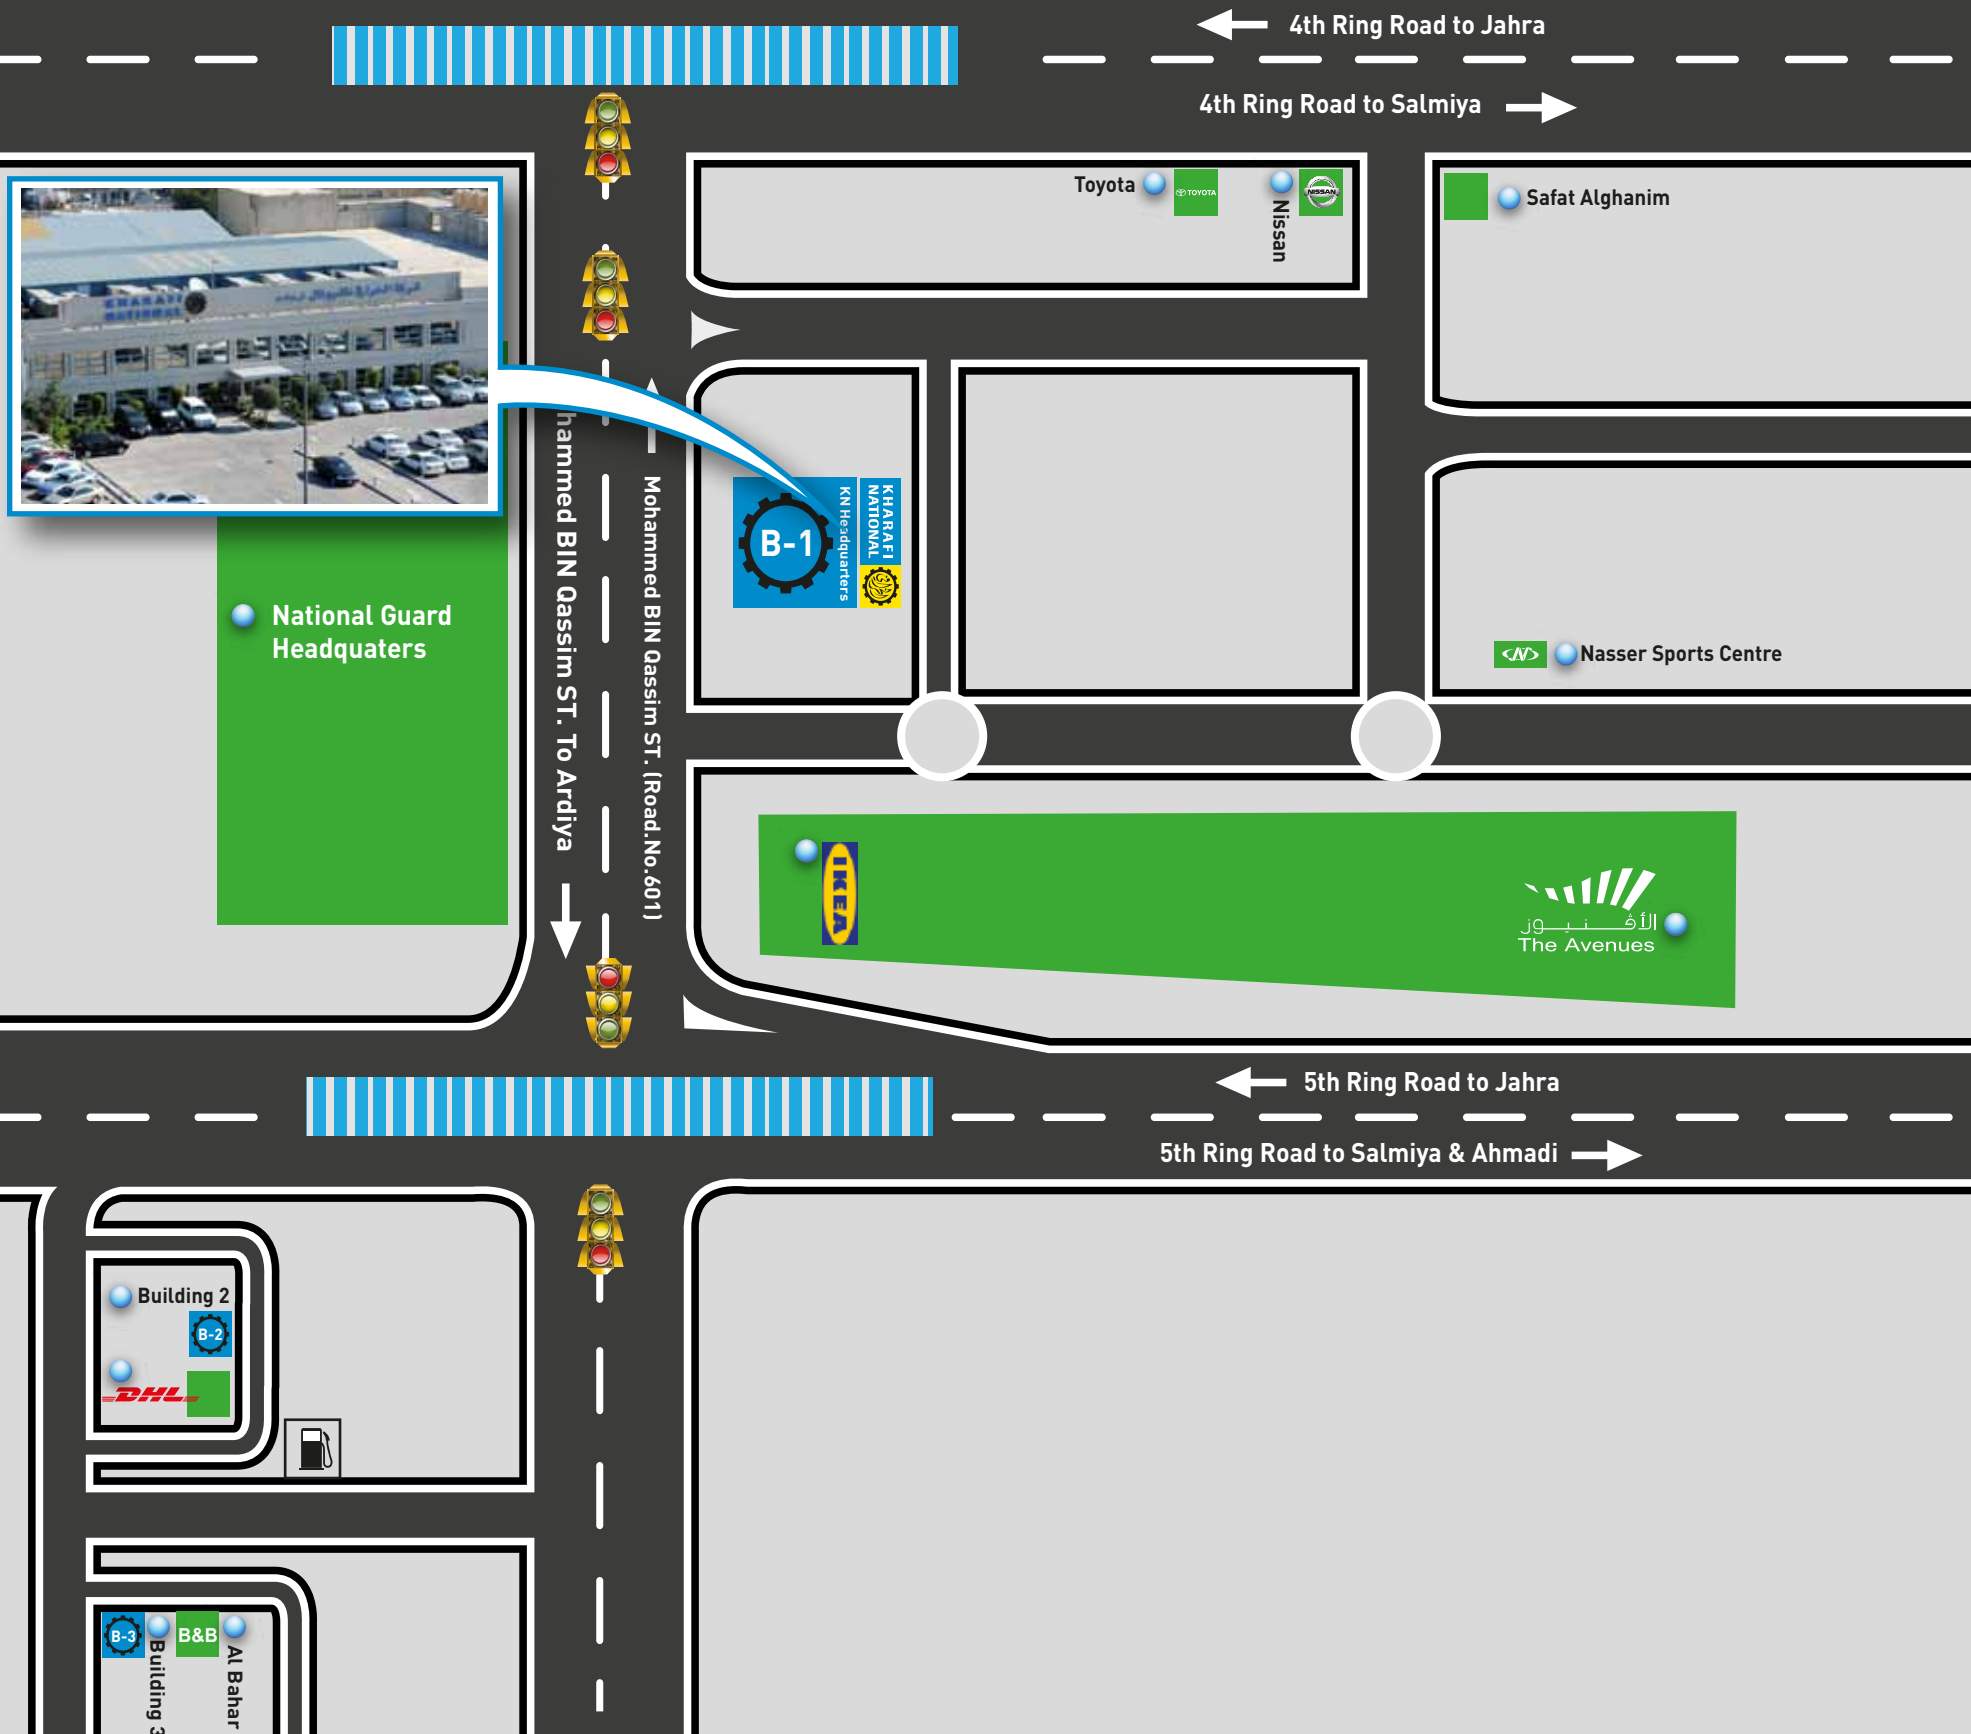 4th Ring Road to Jahra
4th Ring Road to Salmiya
Toyota
TOYOTA
Nissan
NISSAN
Safat Alghanim
KHARAFI
NATIONAL
hammed BIN Qassim ST. To Ardiya
Mohammed BIN Qassim ST. (Road.No.601)
B-1
KN Headquarters
KHARAFI
NATIONAL
National Guard
Headquaters
Nasser Sports Centre
IKEA
الأڤنيوز
The Avenues
5th Ring Road to Jahra
5th Ring Road to Salmiya & Ahmadi
Building 2
B-2
DHL
B-3
Building 3
B&B
Al Bahar